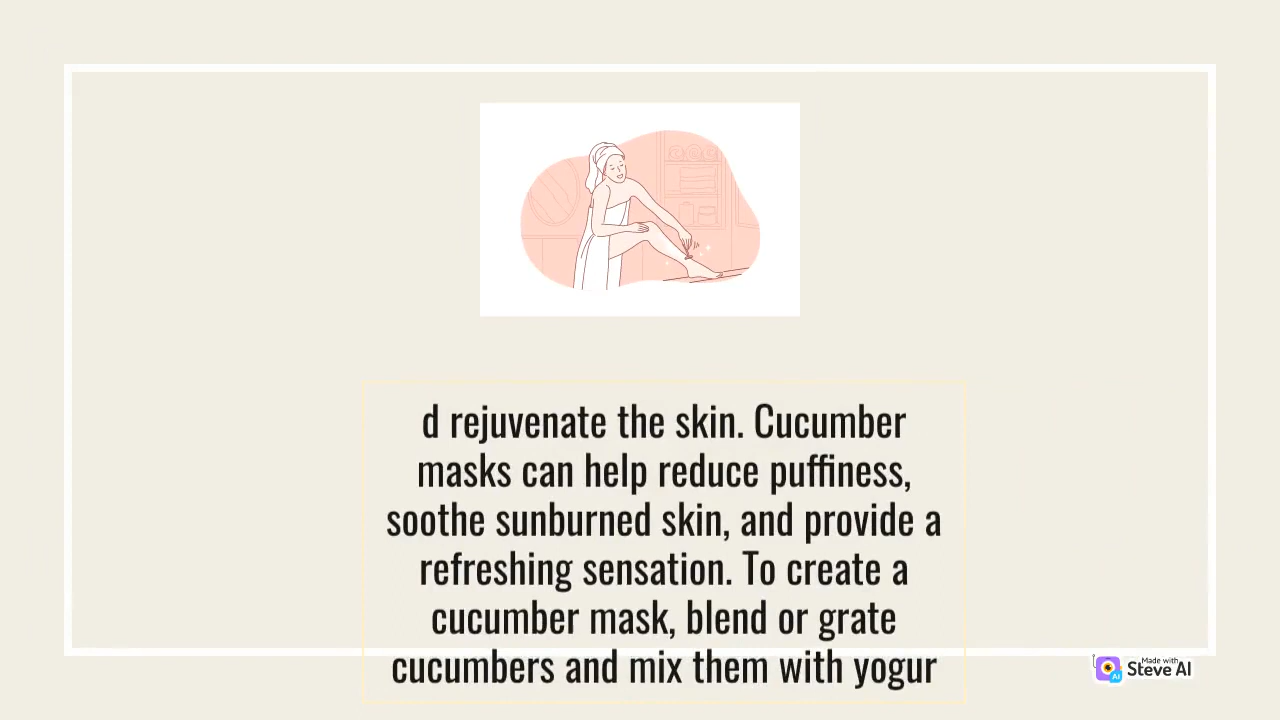 d rejuvenate the skin. Cucumber
masks can help reduce puffiness,
soothe sunburned skin, and provide a
refreshing sensation. To create a
cucumber mask, blend or grate
cucumbers and mix them with yogur
Made with
Steve AI
AI